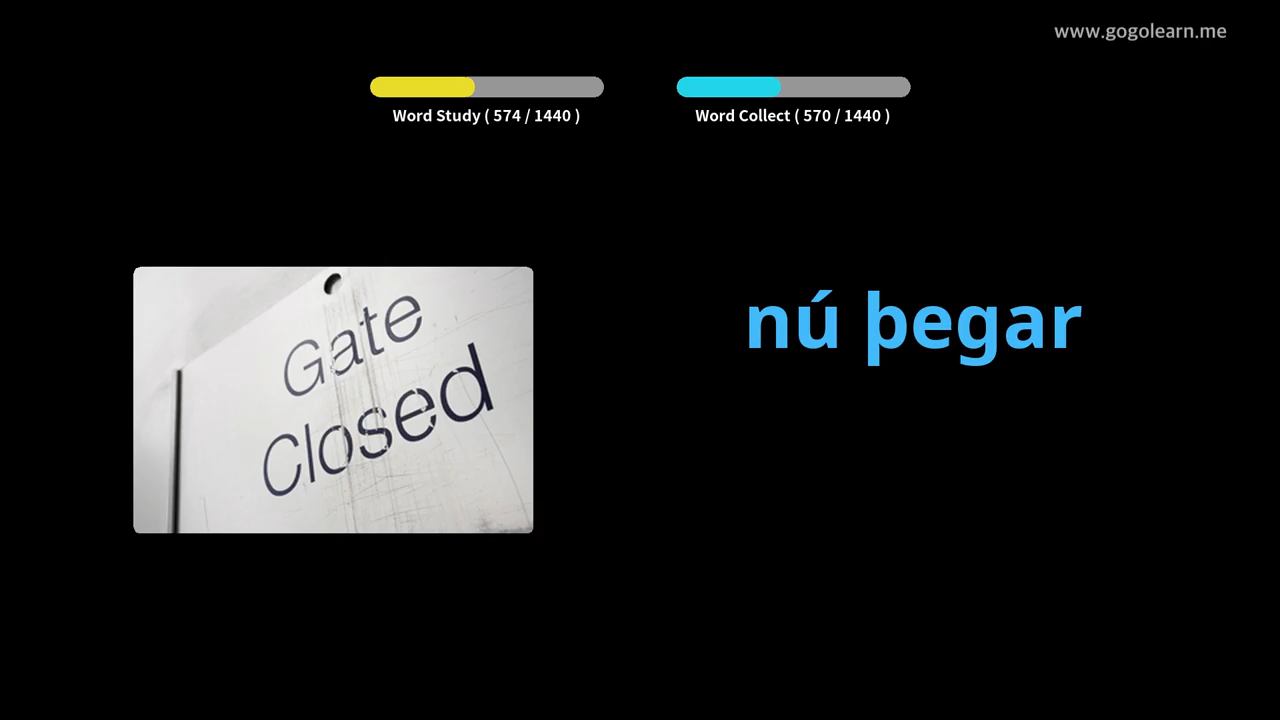 www.gogolearn.me
Word Study ( 574 / 1440 )
Word Collect ( 570 / 1440 )
Gate
Closed
nú þegar